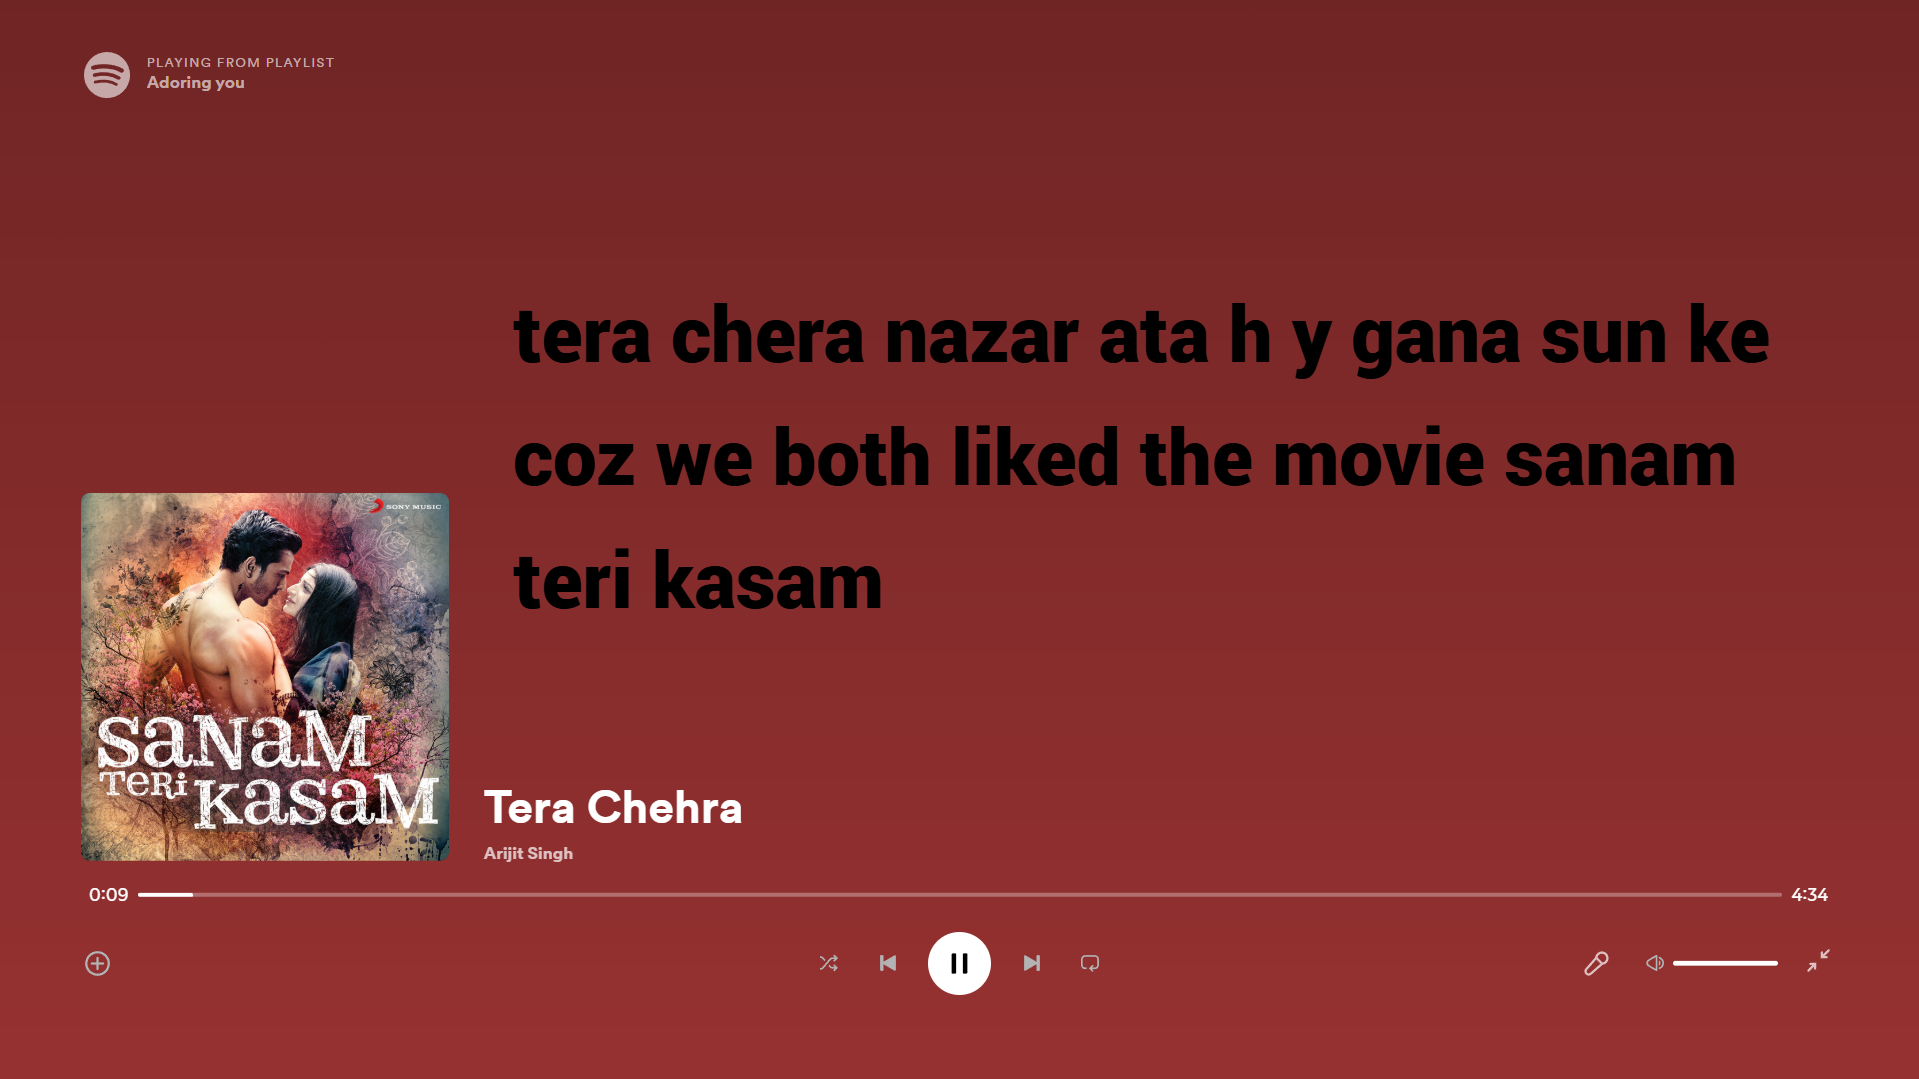 PLAYING FROM PLAYLIST
Adoring you
tera chera nazar ata h y gana sun ke
coz we both liked the movie sanam
teri kasam
SONY MUSIC
SaNaM
TeRi KasaM
Tera Chehra
Arijit Singh
0:09
4:34